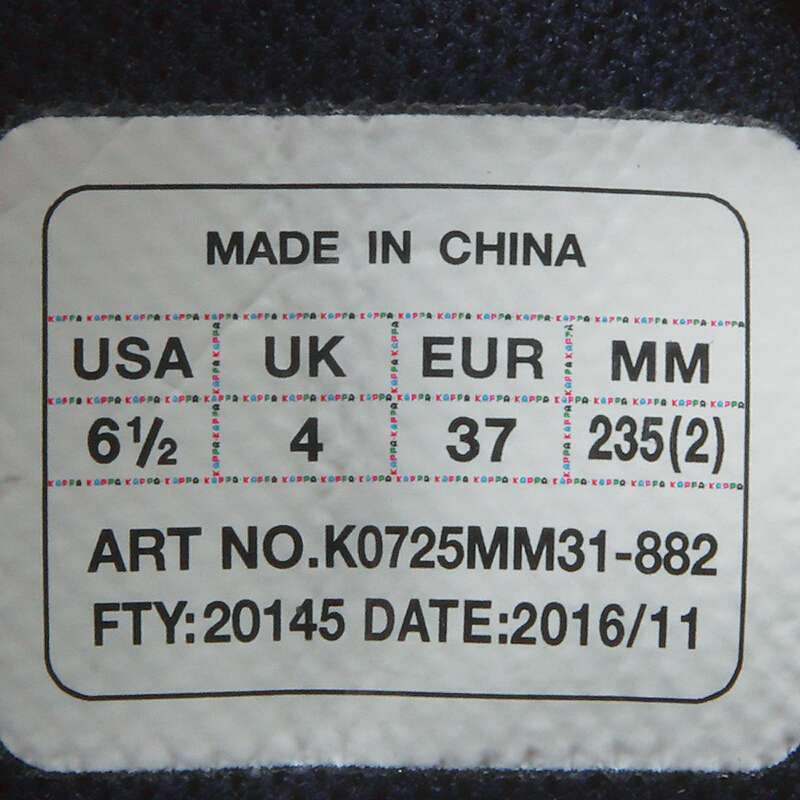 MADE IN CHINA
USA UK EUR MM
6½ 4 37 235(2)
ART NO.K0725MM31-882
FTY:20145 DATE:2016/11